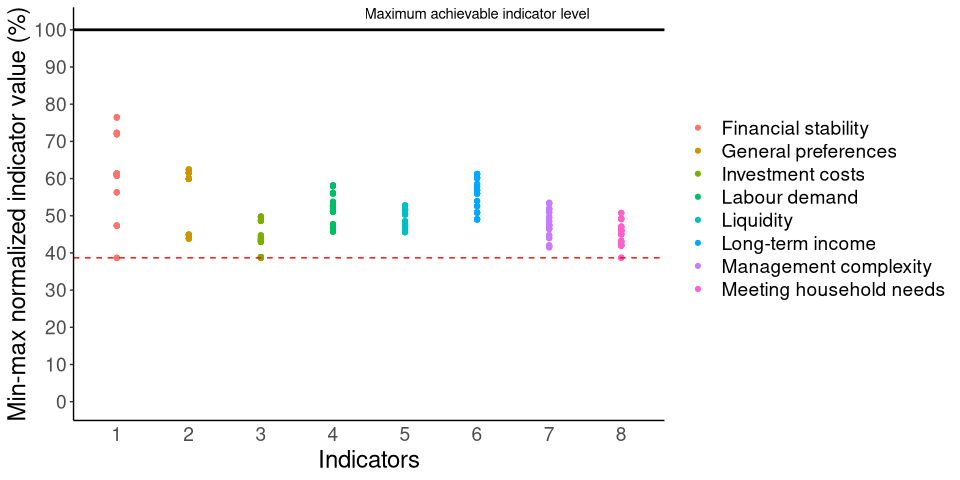 Maximum achievable indicator level
Min-max normalized indicator value (%)
100
90
80
70
60
50
40
30
20
10
0
1 2 3 4 5 6 7 8
Indicators
Financial stability
General preferences
Investment costs
Labour demand
Liquidity
Long-term income
Management complexity
Meeting household needs